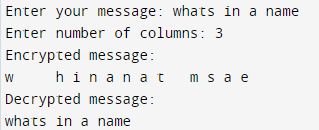 Enter your message: whats in a name
Enter number of columns: 3
Encrypted message:
w     h i n a n a t   m s a e
Decrypted message:
whats in a name